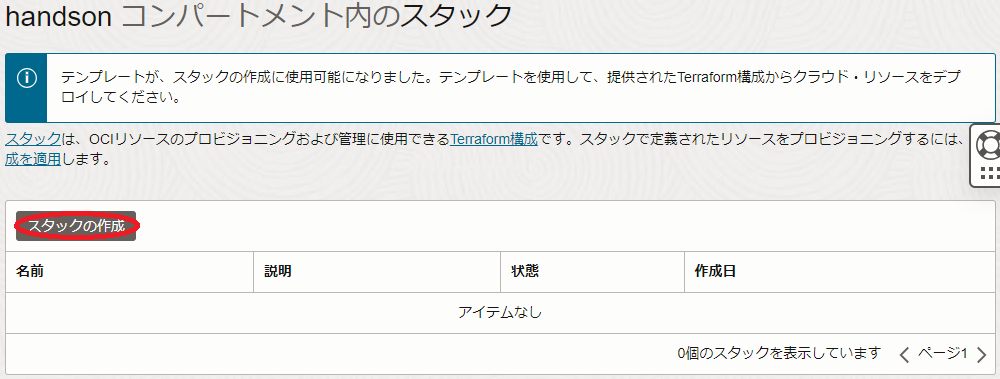 handson コンパートメント内のスタック
テンプレートが、スタックの作成に使用可能になりました。テンプレートを使用して、提供されたTerraform構成からクラウド・リソースをデプ
ロイしてください。
スタックは、OCIリソースのプロビジョニングおよび管理に使用できるTerraform構成です。スタックで定義されたリソースをプロビジョニングするには、
成を適用します。
スタックの作成
名前 説明 状態 作成日
アイテムなし
0個のスタックを表示しています ページ1